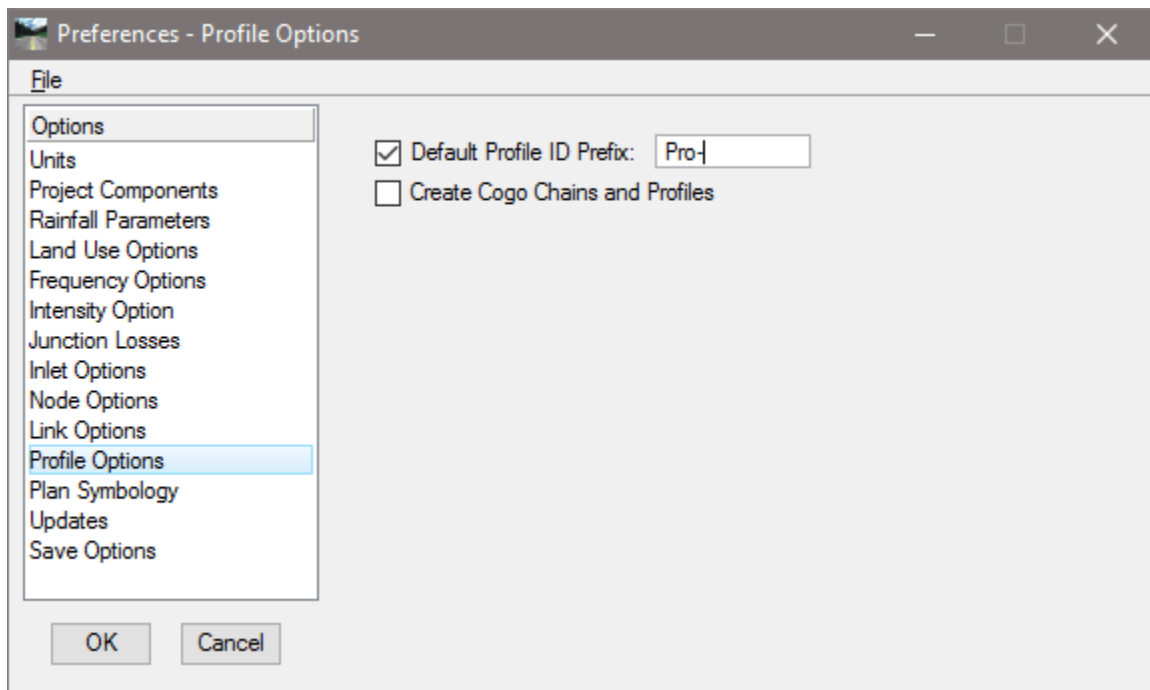 Preferences - Profile Options
File
Options
Units
Project Components
Rainfall Parameters
Land Use Options
Frequency Options
Intensity Option
Junction Losses
Inlet Options
Node Options
Link Options
Profile Options
Plan Symbology
Updates
Save Options
Default Profile ID Prefix: Pro-
Create Cogo Chains and Profiles
OK Cancel